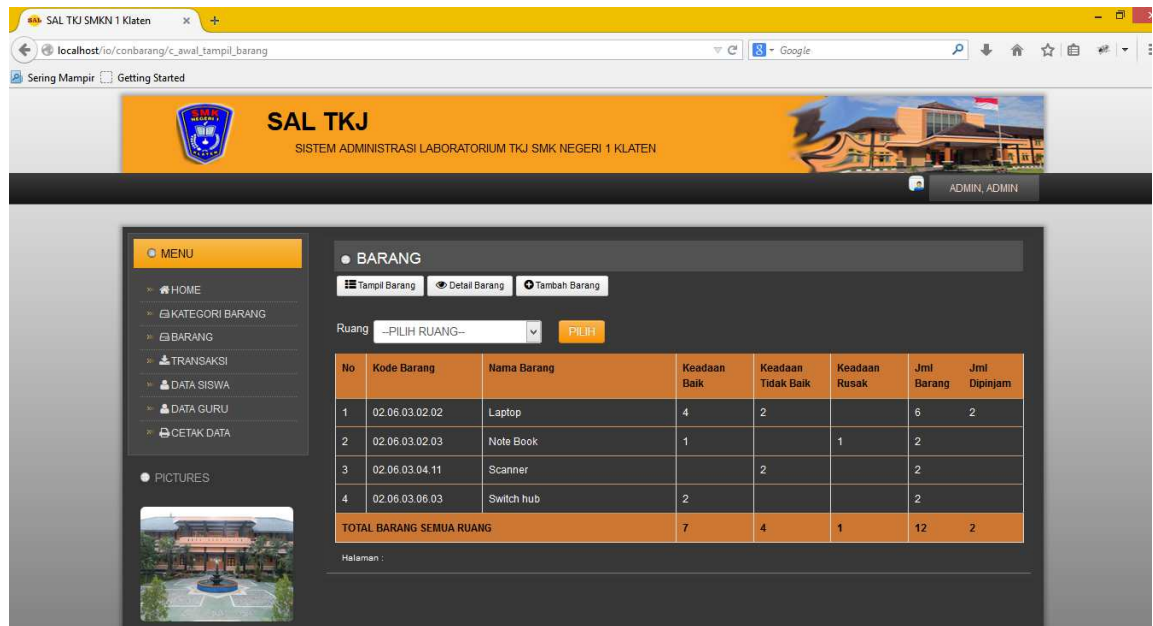 SAL TKJ SMKN 1 Klaten
localhost/io/conbarang/c_awal_tampil_barang
Google
Sering Mampir Getting Started
SMK
NEGERI 1
KLATEN
SAL TKJ
SISTEM ADMINISTRASI LABORATORIUM TKJ SMK NEGERI 1 KLATEN
ADMIN, ADMIN
MENU
HOME
KATEGORI BARANG
BARANG
TRANSAKSI
DATA SISWA
DATA GURU
CETAK DATA
PICTURES
BARANG
Tampil Barang Detail Barang Tambah Barang
Ruang --PILIH RUANG-- PILIH
No Kode Barang Nama Barang Keadaan Baik Keadaan Tidak Baik Keadaan Rusak Jml Barang Jml Dipinjam
1 02.06.03.02.02 Laptop 4 2 6 2
2 02.06.03.02.03 Note Book 1 1 2
3 02.06.03.04.11 Scanner 2 2
4 02.06.03.06.03 Switch hub 2 2
TOTAL BARANG SEMUA RUANG 7 4 1 12 2
Halaman :